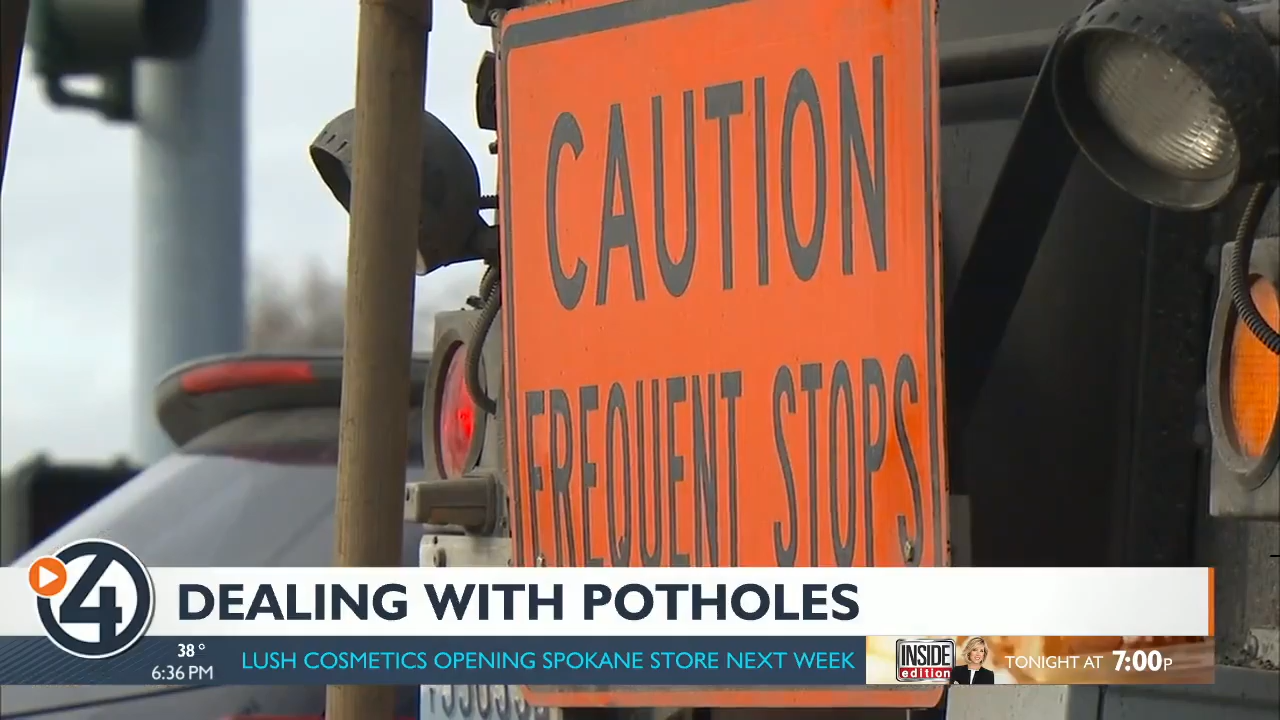 CAUTION
FREQUENT STOPS
4
DEALING WITH POTHOLES
38°
6:36 PM
LUSH COSMETICS OPENING SPOKANE STORE NEXT WEEK
INSIDE
edition
TONIGHT AT 7:00P